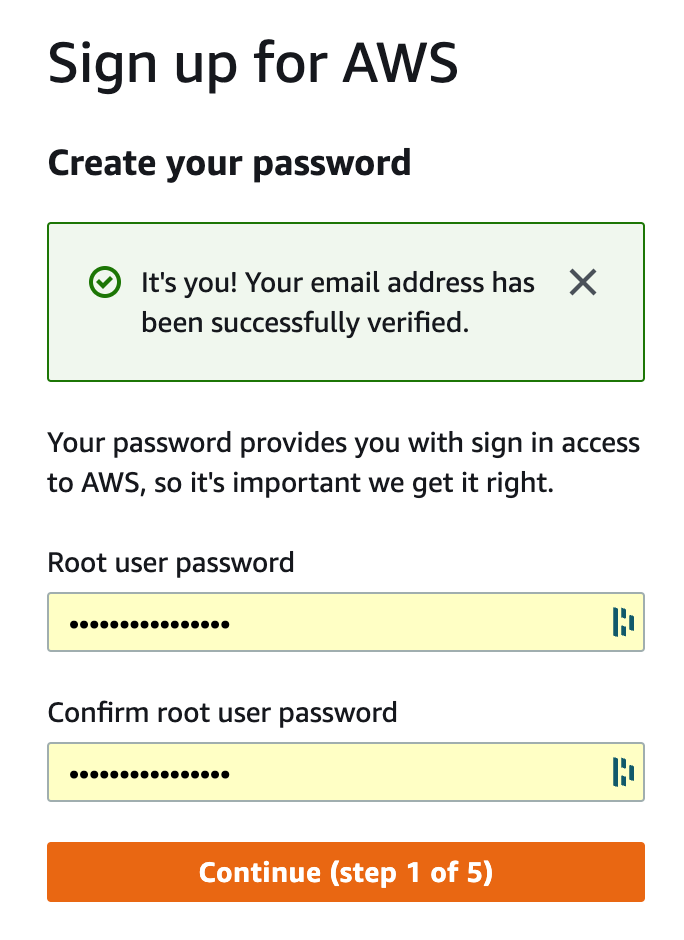 Sign up for AWS
Create your password
It's you! Your email address has
been successfully verified.
Your password provides you with sign in access
to AWS, so it's important we get it right.
Root user password
••••••••••••••••
Confirm root user password
••••••••••••••••
Continue (step 1 of 5)